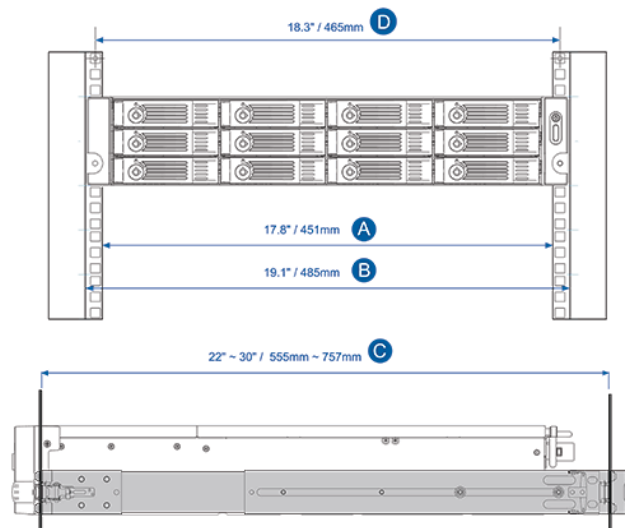 18.3" / 465mm D
17.8" / 451mm A
19.1" / 485mm B
22" ~ 30" / 555mm ~ 757mm C